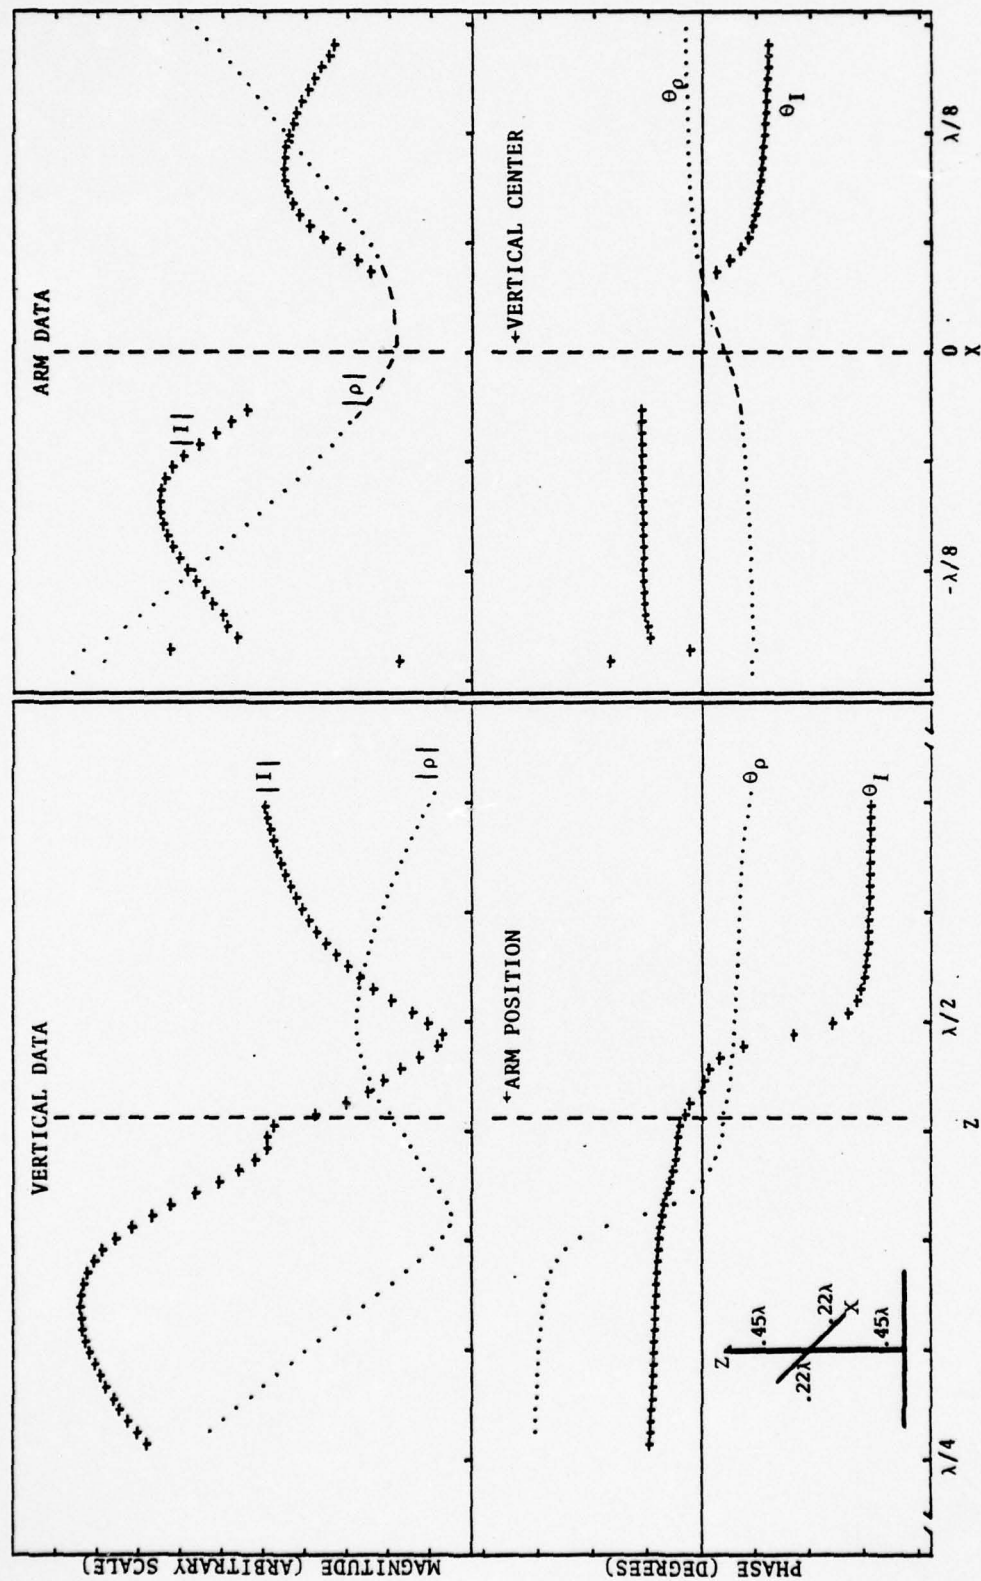 VERTICAL DATA
ARM DATA
MAGNITUDE (ARBITRARY SCALE)
|I|
|ρ|
|I|
|ρ|
+ARM POSITION
+VERTICAL CENTER
PHASE (DEGREES)
θρ
θI
θρ
θI
Z
.45λ
.22λ
.22λ
X
.45λ
λ/4
Z
λ/2
-λ/8
0
X
λ/8